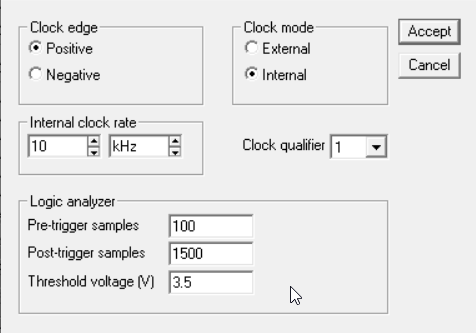 Clock edge
Positive
Negative
Clock mode
External
Internal
Accept
Cancel
Internal clock rate
10 kHz
Clock qualifier 1
Logic analyzer
Pre-trigger samples 100
Post-trigger samples 1500
Threshold voltage (V) 3.5